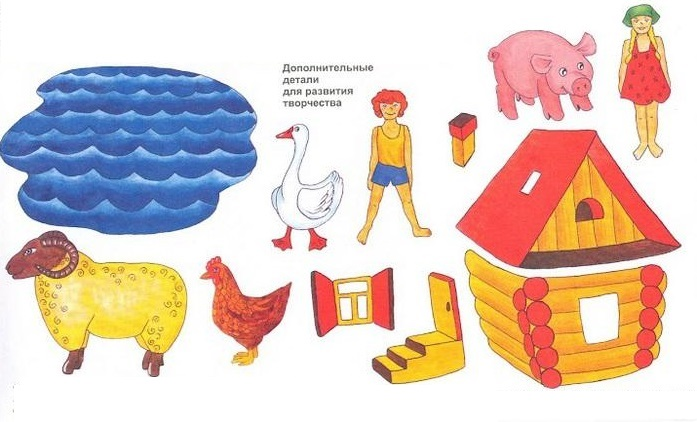 Дополнительные
детали
для развития
творчества